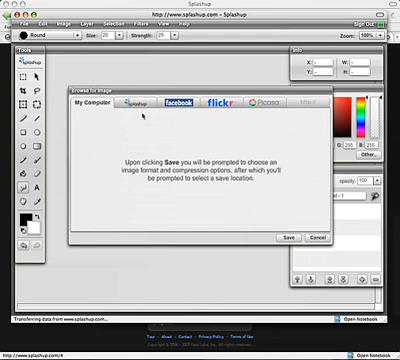 Splashup
http://www.splashup.com - Splashup
File Edit Image Layer Selection Filters View Help
Sign Out
Round Size: 20 Strength: 25 Zoom: 100%
Tools
splashup
Info
X: - W: -
Y: - H: -
Browse for Image
My Computer splashup facebook flickr Picasa http://
G: 255 B: 255
Other...
Upon clicking Save you will be prompted to choose an
image format and compression options, after which you'll
be prompted to select a save location.
opacity: 100
Save Cancel
Transferring data from www.splashup.com...
Open Notebook
Tour - About - Contact - Privacy Policy - Terms of Use
http://www.splashup.com/#
Open Notebook